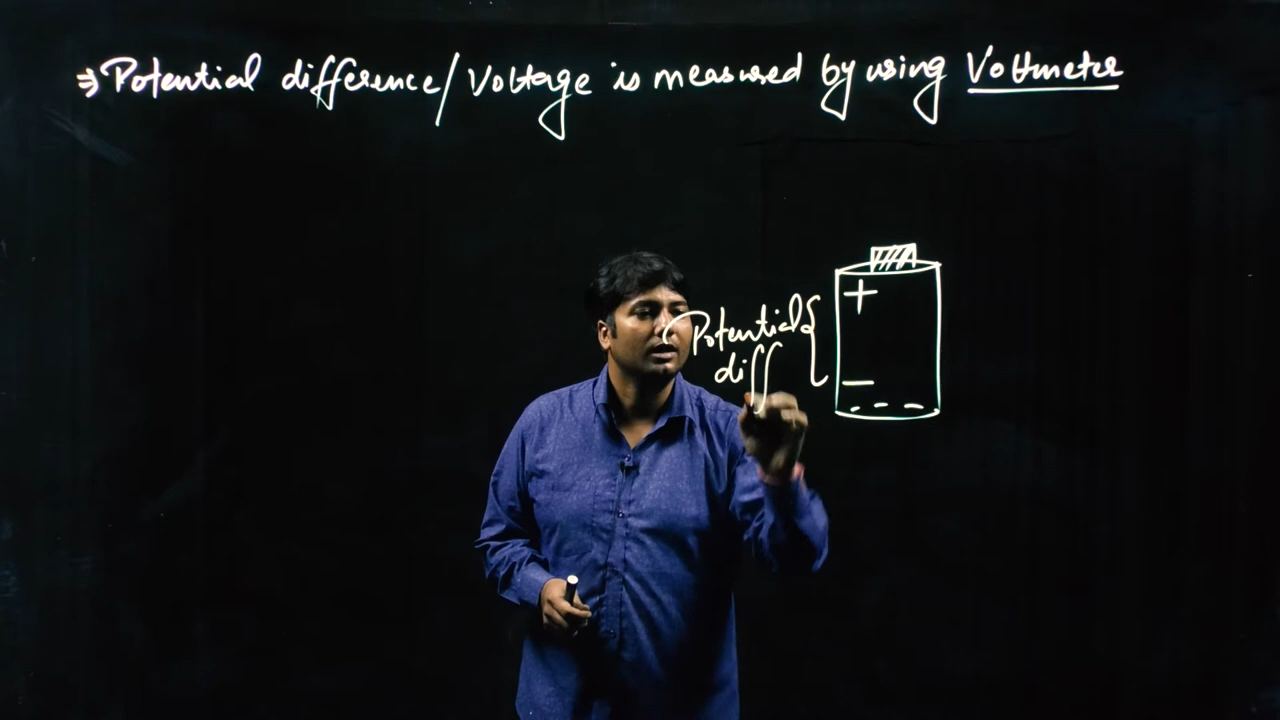 ⇒ Potential difference/Voltage is measured by using Voltmeter
Potential
diff
+
−
- - -